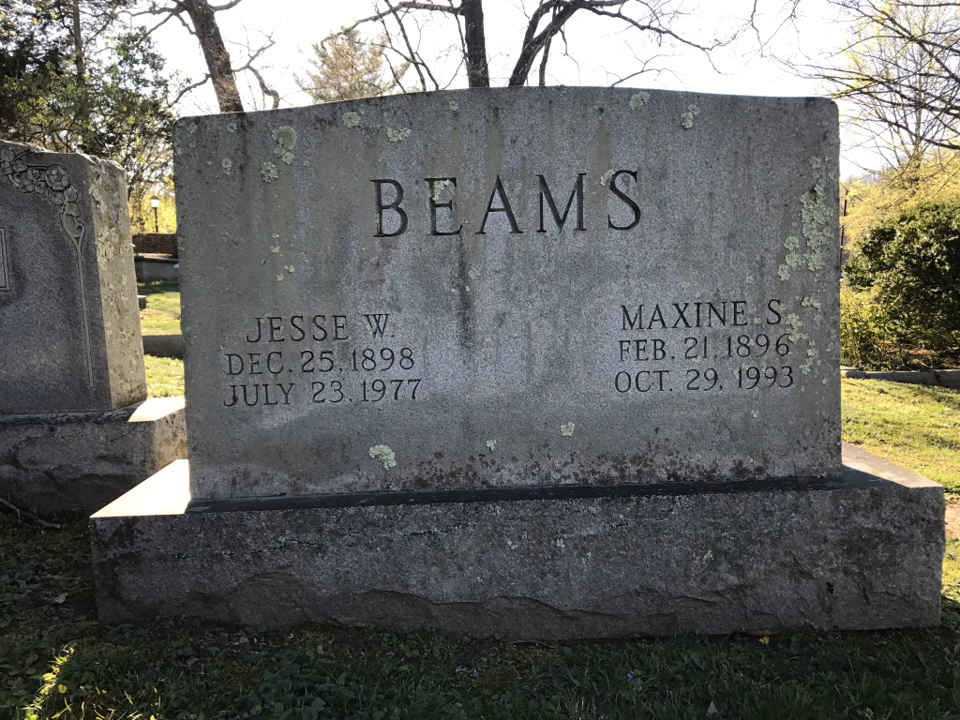 BEAMS
JESSE W.
DEC. 25, 1898
JULY 23, 1977
MAXINE S.
FEB. 21, 1896
OCT. 29, 1993